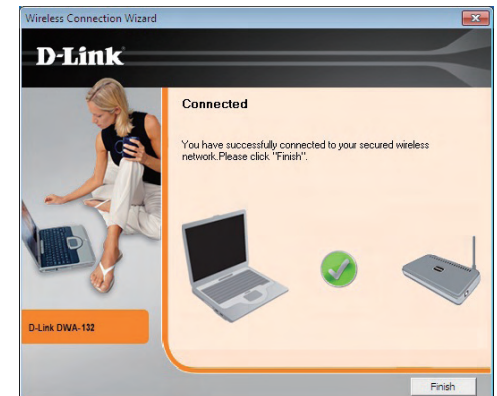 Wireless Connection Wizard
D-Link
Connected
You have successfully connected to your secured wireless
network.Please click "Finish".
D-Link DWA-132
Finish